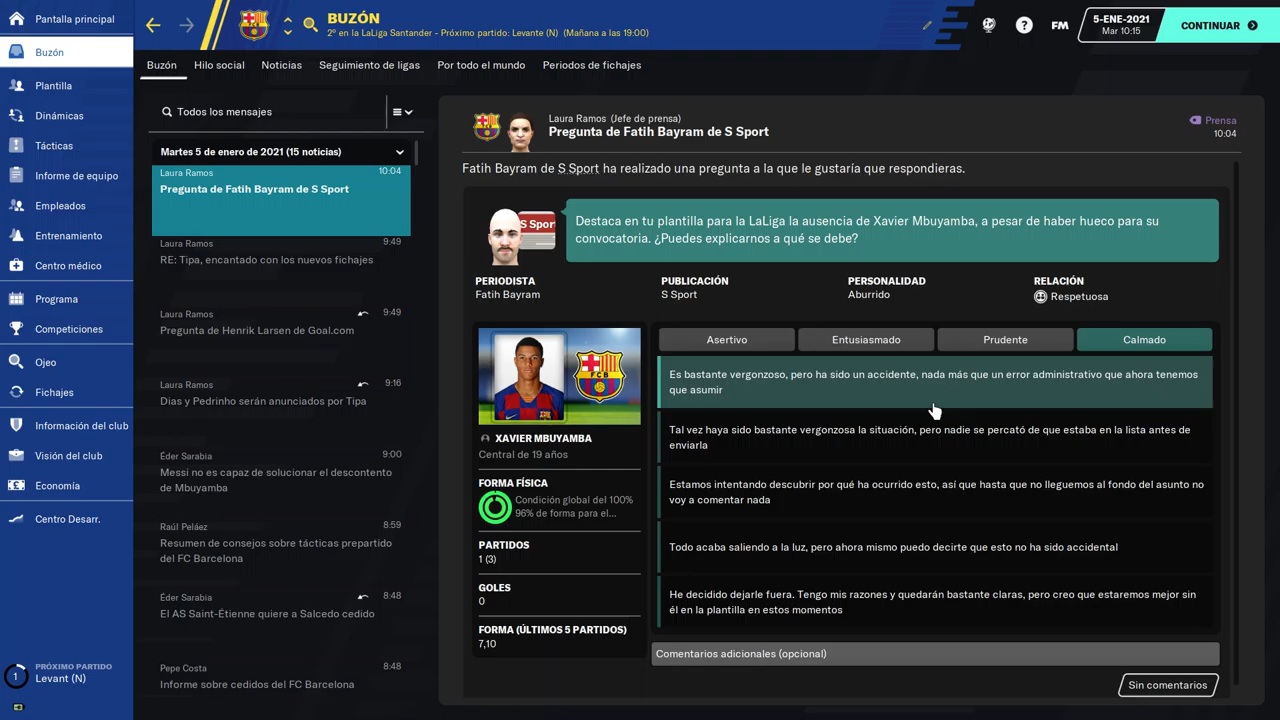 Pantalla principal
Buzón
Plantilla
Dinámicas
Tácticas
Informe de equipo
Empleados
Entrenamiento
Centro médico
Programa
Competiciones
Ojeo
Fichajes
Información del club
Visión del club
Economía
Centro Desarr.
1
PRÓXIMO PARTIDO
Levant (N)
BUZÓN
2º en la LaLiga Santander - Próximo partido: Levante (N) (Mañana a las 19:00)
?
FM
5-ENE-2021
Mar 10:15
CONTINUAR
Buzón
Hilo social
Noticias
Seguimiento de ligas
Por todo el mundo
Periodos de fichajes
Todos los mensajes
Martes 5 de enero de 2021 (15 noticias)
Laura Ramos 10:04
Pregunta de Fatih Bayram de S Sport
Laura Ramos 9:49
RE: Tipa, encantado con los nuevos fichajes
Laura Ramos 9:49
Pregunta de Henrik Larsen de Goal.com
Laura Ramos 9:16
Dias y Pedrinho serán anunciados por Tipa
Éder Sarabia 9:00
Messi no es capaz de solucionar el descontento
de Mbuyamba
Raúl Peláez 8:59
Resumen de consejos sobre tácticas prepartido
del FC Barcelona
Éder Sarabia 8:48
El AS Saint-Étienne quiere a Salcedo cedido
Pepe Costa 8:48
Informe sobre cedidos del FC Barcelona
Laura Ramos (Jefe de prensa)
Pregunta de Fatih Bayram de S Sport
Prensa
10:04
Fatih Bayram de S Sport ha realizado una pregunta a la que le gustaría que respondieras.
S Spor
Destaca en tu plantilla para la LaLiga la ausencia de Xavier Mbuyamba, a pesar de haber hueco para su
convocatoria. ¿Puedes explicarnos a qué se debe?
PERIODISTA
Fatih Bayram
PUBLICACIÓN
S Sport
PERSONALIDAD
Aburrido
RELACIÓN
Respetuosa
FCB
XAVIER MBUYAMBA
Central de 19 años
FORMA FÍSICA
Condición global del 100%
96% de forma para el...
PARTIDOS
1 (3)
GOLES
0
FORMA (ÚLTIMOS 5 PARTIDOS)
7,10
Asertivo
Entusiasmado
Prudente
Calmado
Es bastante vergonzoso, pero ha sido un accidente, nada más que un error administrativo que ahora tenemos
que asumir
Tal vez haya sido bastante vergonzosa la situación, pero nadie se percató de que estaba en la lista antes de
enviarla
Estamos intentando descubrir por qué ha ocurrido esto, así que hasta que no lleguemos al fondo del asunto no
voy a comentar nada
Todo acaba saliendo a la luz, pero ahora mismo puedo decirte que esto no ha sido accidental
He decidido dejarle fuera. Tengo mis razones y quedarán bastante claras, pero creo que estaremos mejor sin
él en la plantilla en estos momentos
Comentarios adicionales (opcional)
Sin comentarios